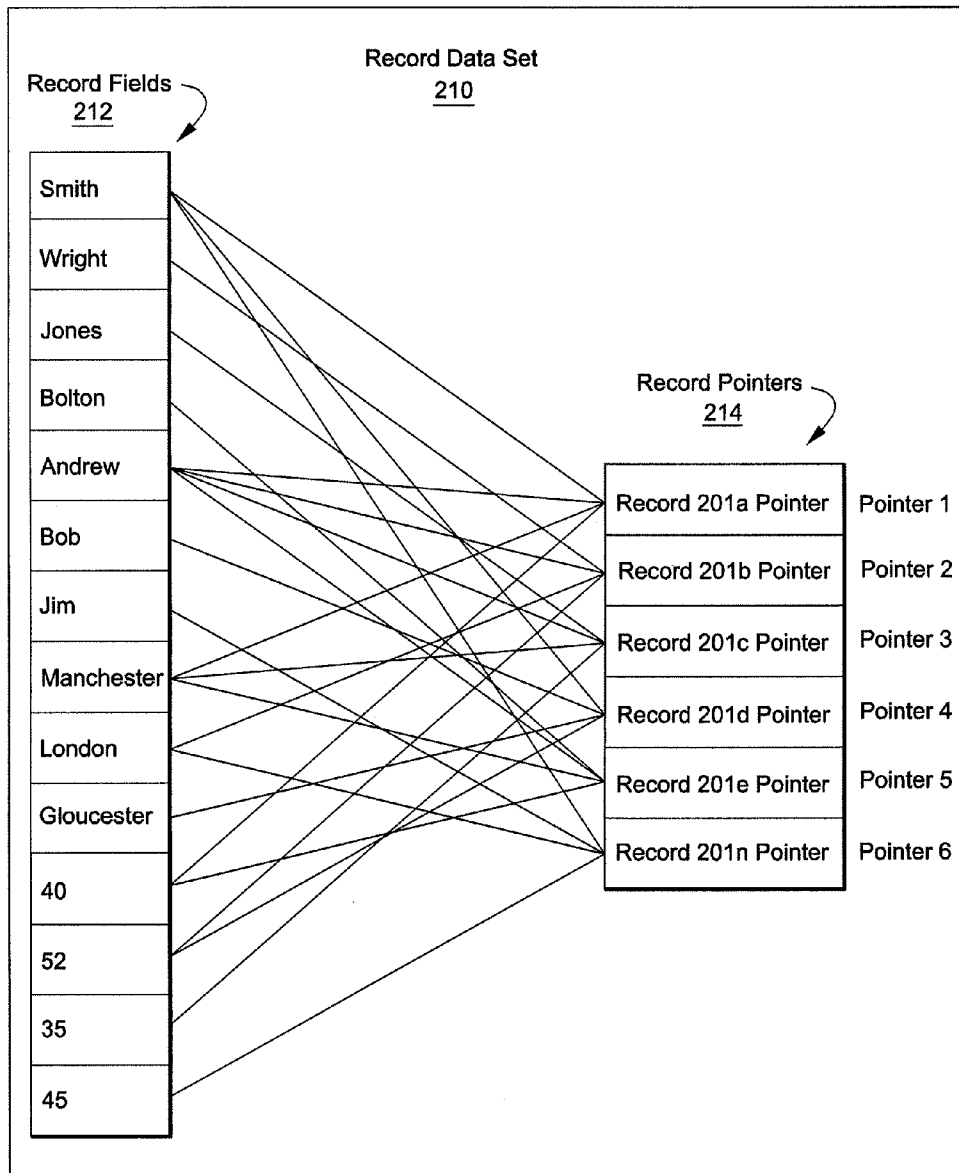 Record Data Set
210
Record Fields
212
Smith
Wright
Jones
Bolton
Andrew
Bob
Jim
Manchester
London
Gloucester
40
52
35
45
Record Pointers
214
Record 201a Pointer Pointer 1
Record 201b Pointer Pointer 2
Record 201c Pointer Pointer 3
Record 201d Pointer Pointer 4
Record 201e Pointer Pointer 5
Record 201n Pointer Pointer 6